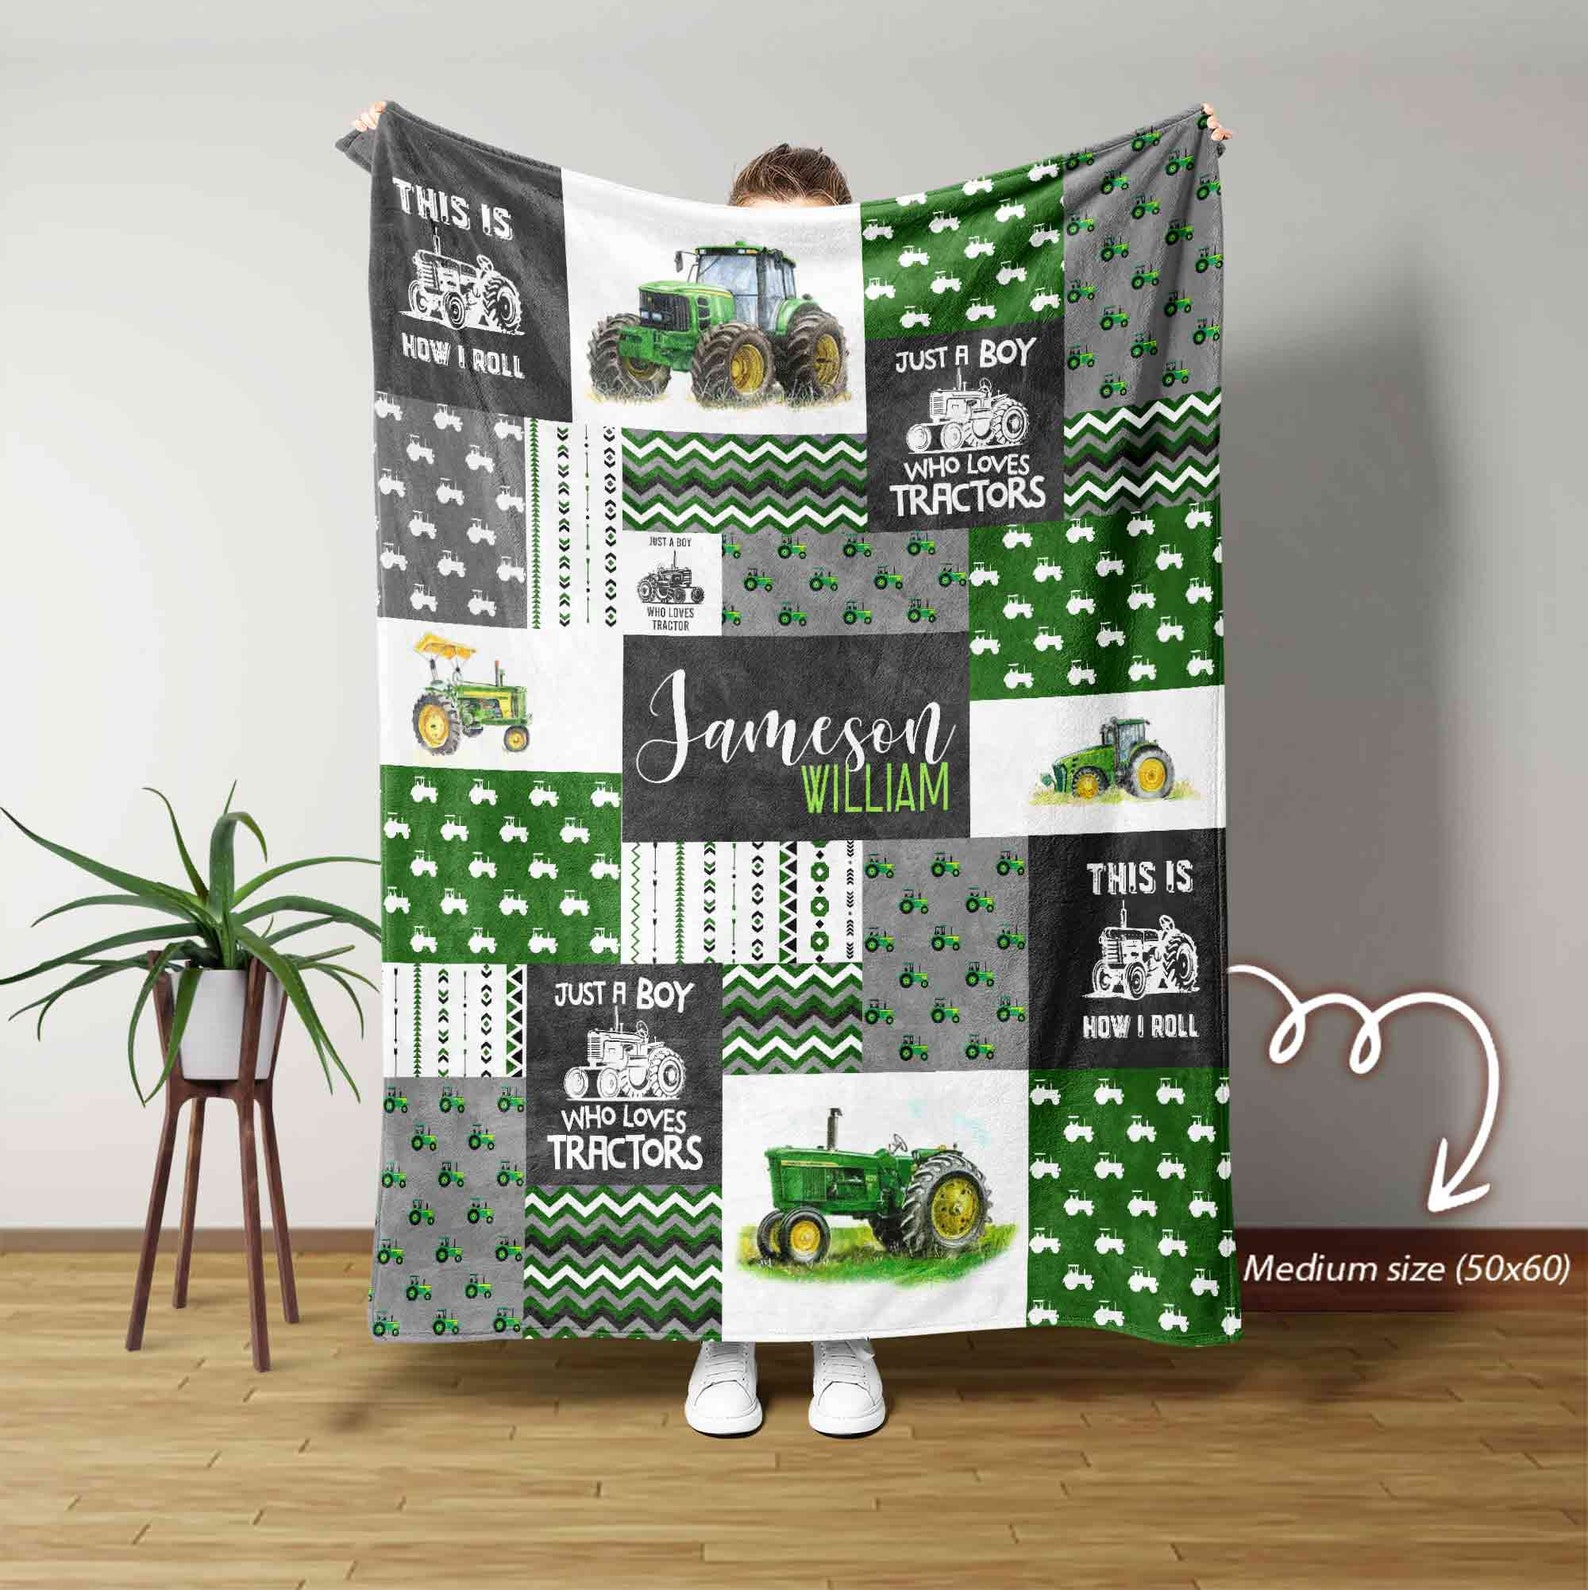 THIS IS
HOW I ROLL
JUST A BOY
WHO LOVES
TRACTORS
JUST A BOY
WHO LOVES
TRACTOR
Jameson
WILLIAM
THIS IS
HOW I ROLL
JUST A BOY
WHO LOVES
TRACTORS
Medium size (50x60)